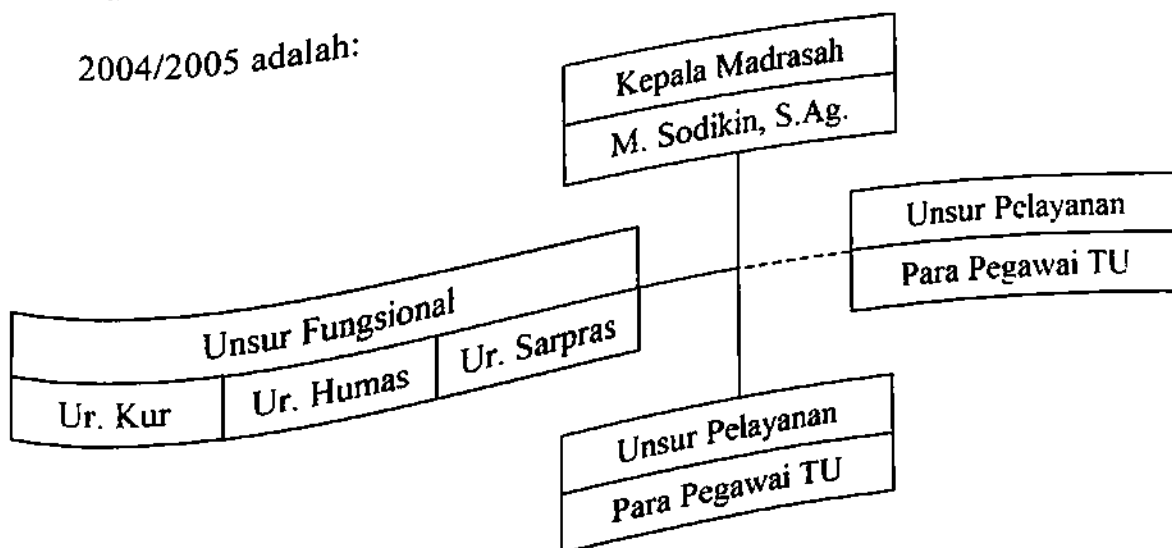 2004/2005 adalah:
Kepala Madrasah
M. Sodikin, S.Ag.
Unsur Pelayanan
Para Pegawai TU
Unsur Fungsional
Ur. Kur
Ur. Humas
Ur. Sarpras
Unsur Pelayanan
Para Pegawai TU